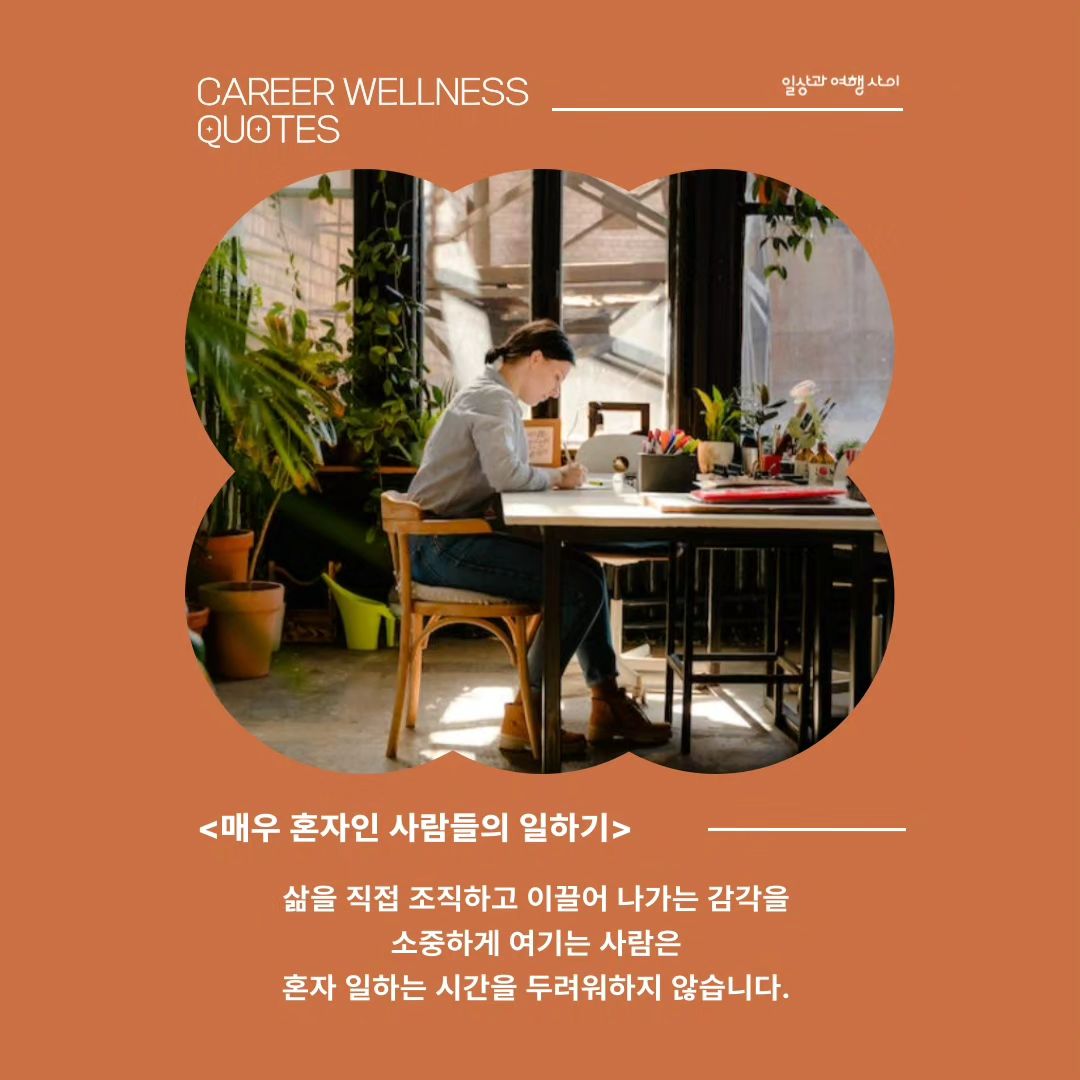 CAREER WELLNESS
QUOTES
일상과 여행 사이
<매우 혼자인 사람들의 일하기>
삶을 직접 조직하고 이끌어 나가는 감각을
소중하게 여기는 사람은
혼자 일하는 시간을 두려워하지 않습니다.